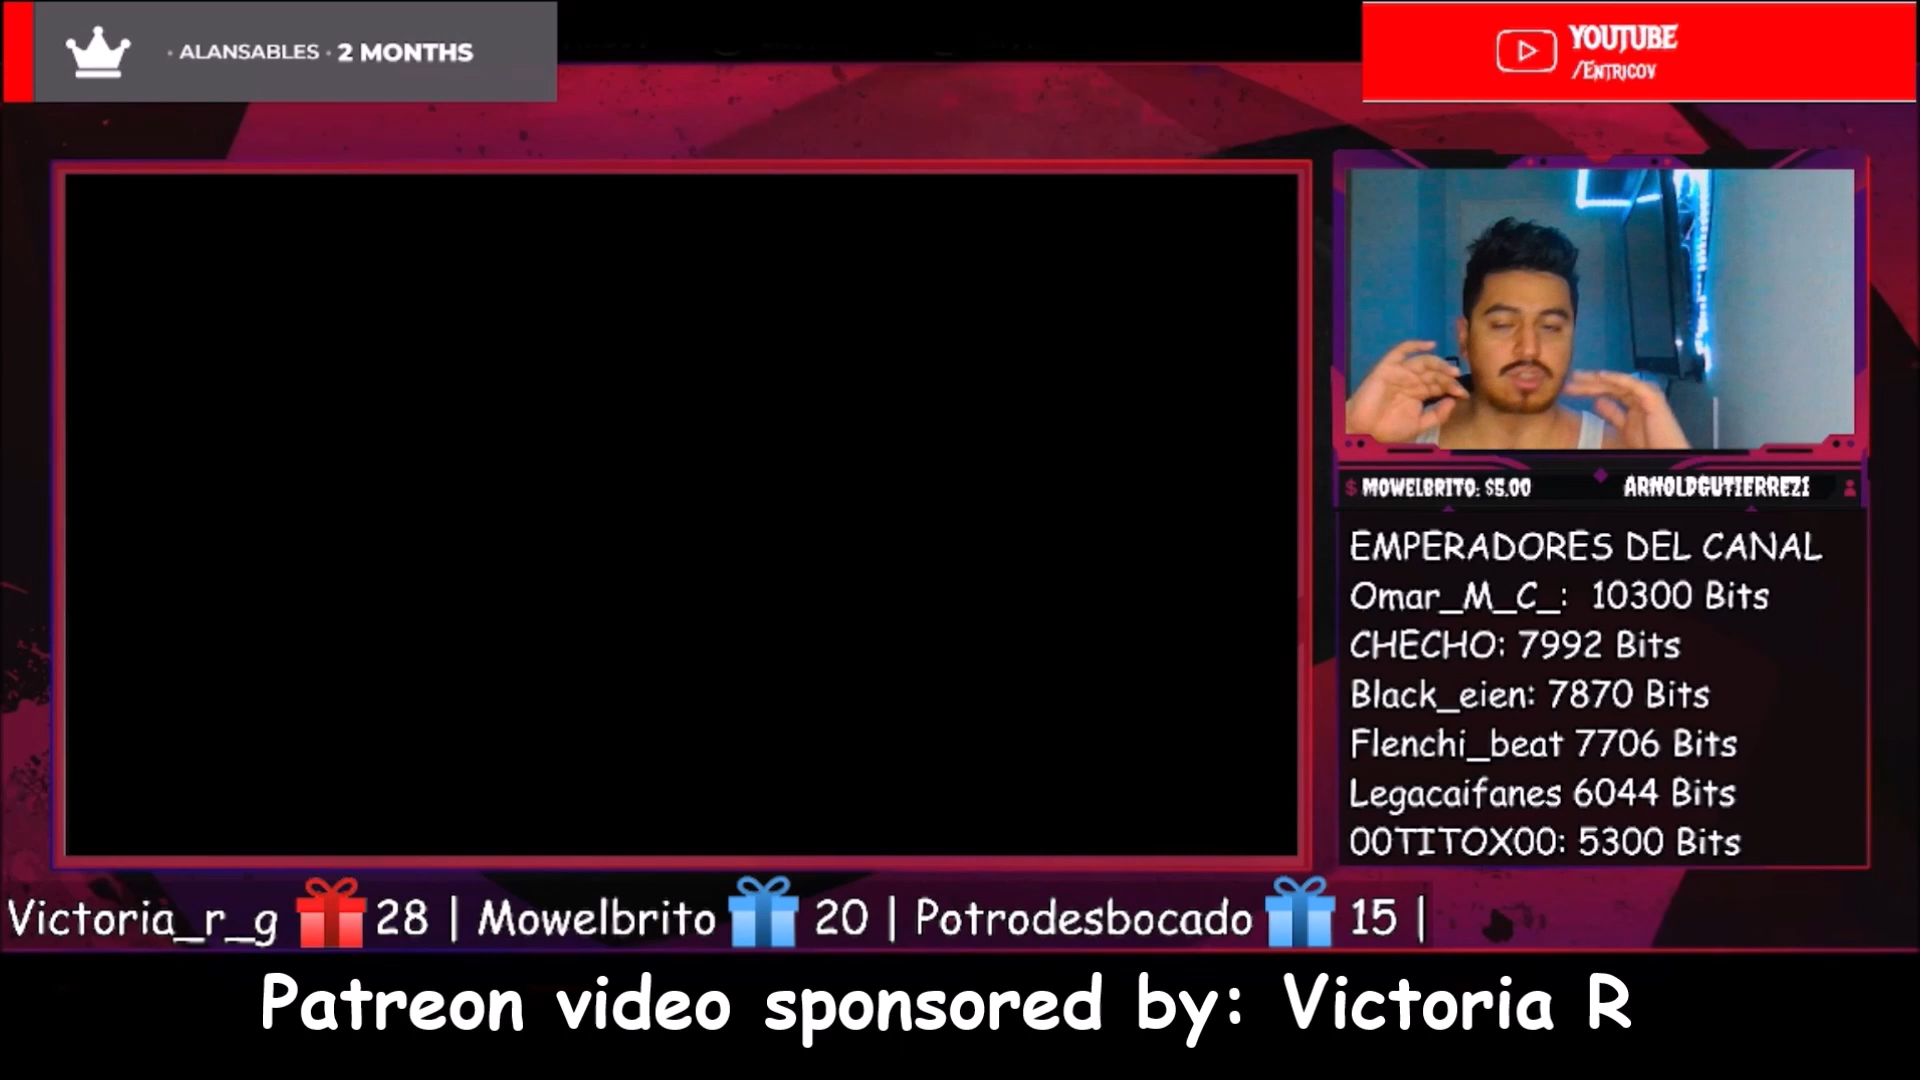 · ALANSABLES · 2 MONTHS
YOUTUBE
/ENTRICOV
$ MOWELBRITO: $5.00
ARNOLDGUTIERREZ1
EMPERADORES DEL CANAL
Omar_M_C_: 10300 Bits
CHECHO: 7992 Bits
Black_eien: 7870 Bits
Flenchi_beat 7706 Bits
Legacaifanes 6044 Bits
00TITOX00: 5300 Bits
Victoria_r_g 28 | Mowelbrito 20 | Potrodesbocado 15 |
Patreon video sponsored by: Victoria R